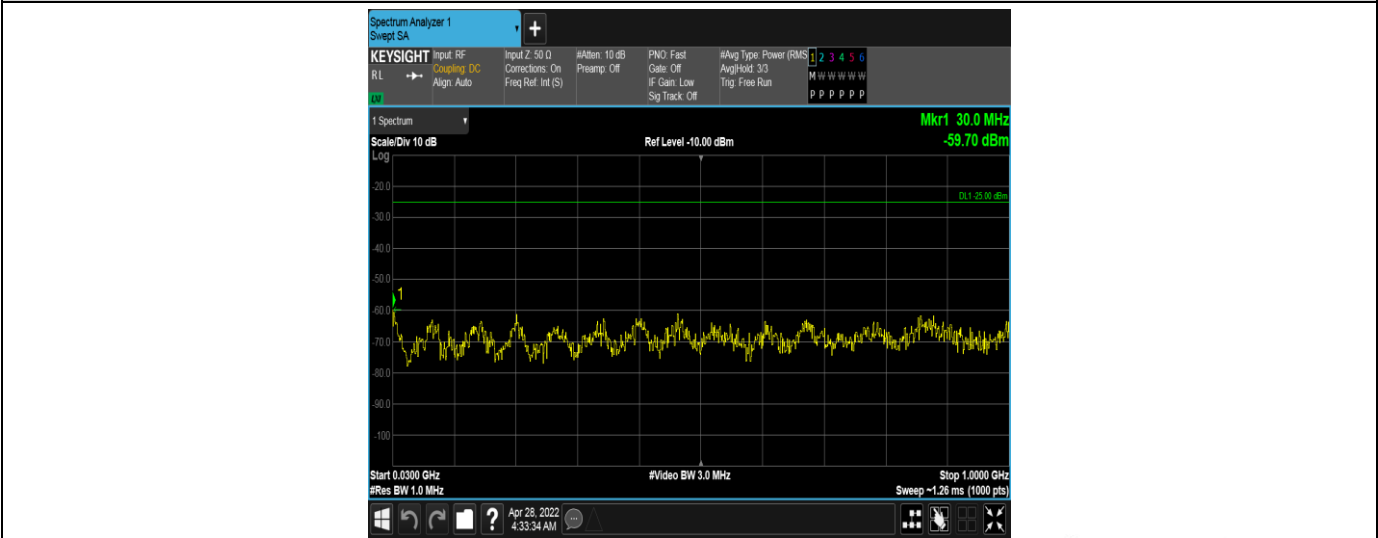 Spectrum Analyzer 1
Swept SA
KEYSIGHT Input: RF Input Z: 50 Ω #Atten: 10 dB PNO: Fast #Avg Type: Power (RMS 1 2 3 4 5 6
RL Coupling: DC Corrections: On Preamp: Off Gate: Off Avg|Hold: 3/3 M W W W W W
Align: Auto Freq Ref: Int (S) IF Gain: Low Trig: Free Run
Sig Track: Off P P P P P P
1 Spectrum
Mkr1 30.0 MHz
Scale/Div 10 dB Ref Level -10.00 dBm -59.70 dBm
Log
-20.0
DL1 -25.00 dBm
-30.0
-40.0
-50.0
1
-60.0
-70.0
-80.0
-90.0
-100
Start 0.0300 GHz #Video BW 3.0 MHz Stop 1.0000 GHz
#Res BW 1.0 MHz Sweep ~1.26 ms (1000 pts)
? Apr 28, 2022
4:33:34 AM